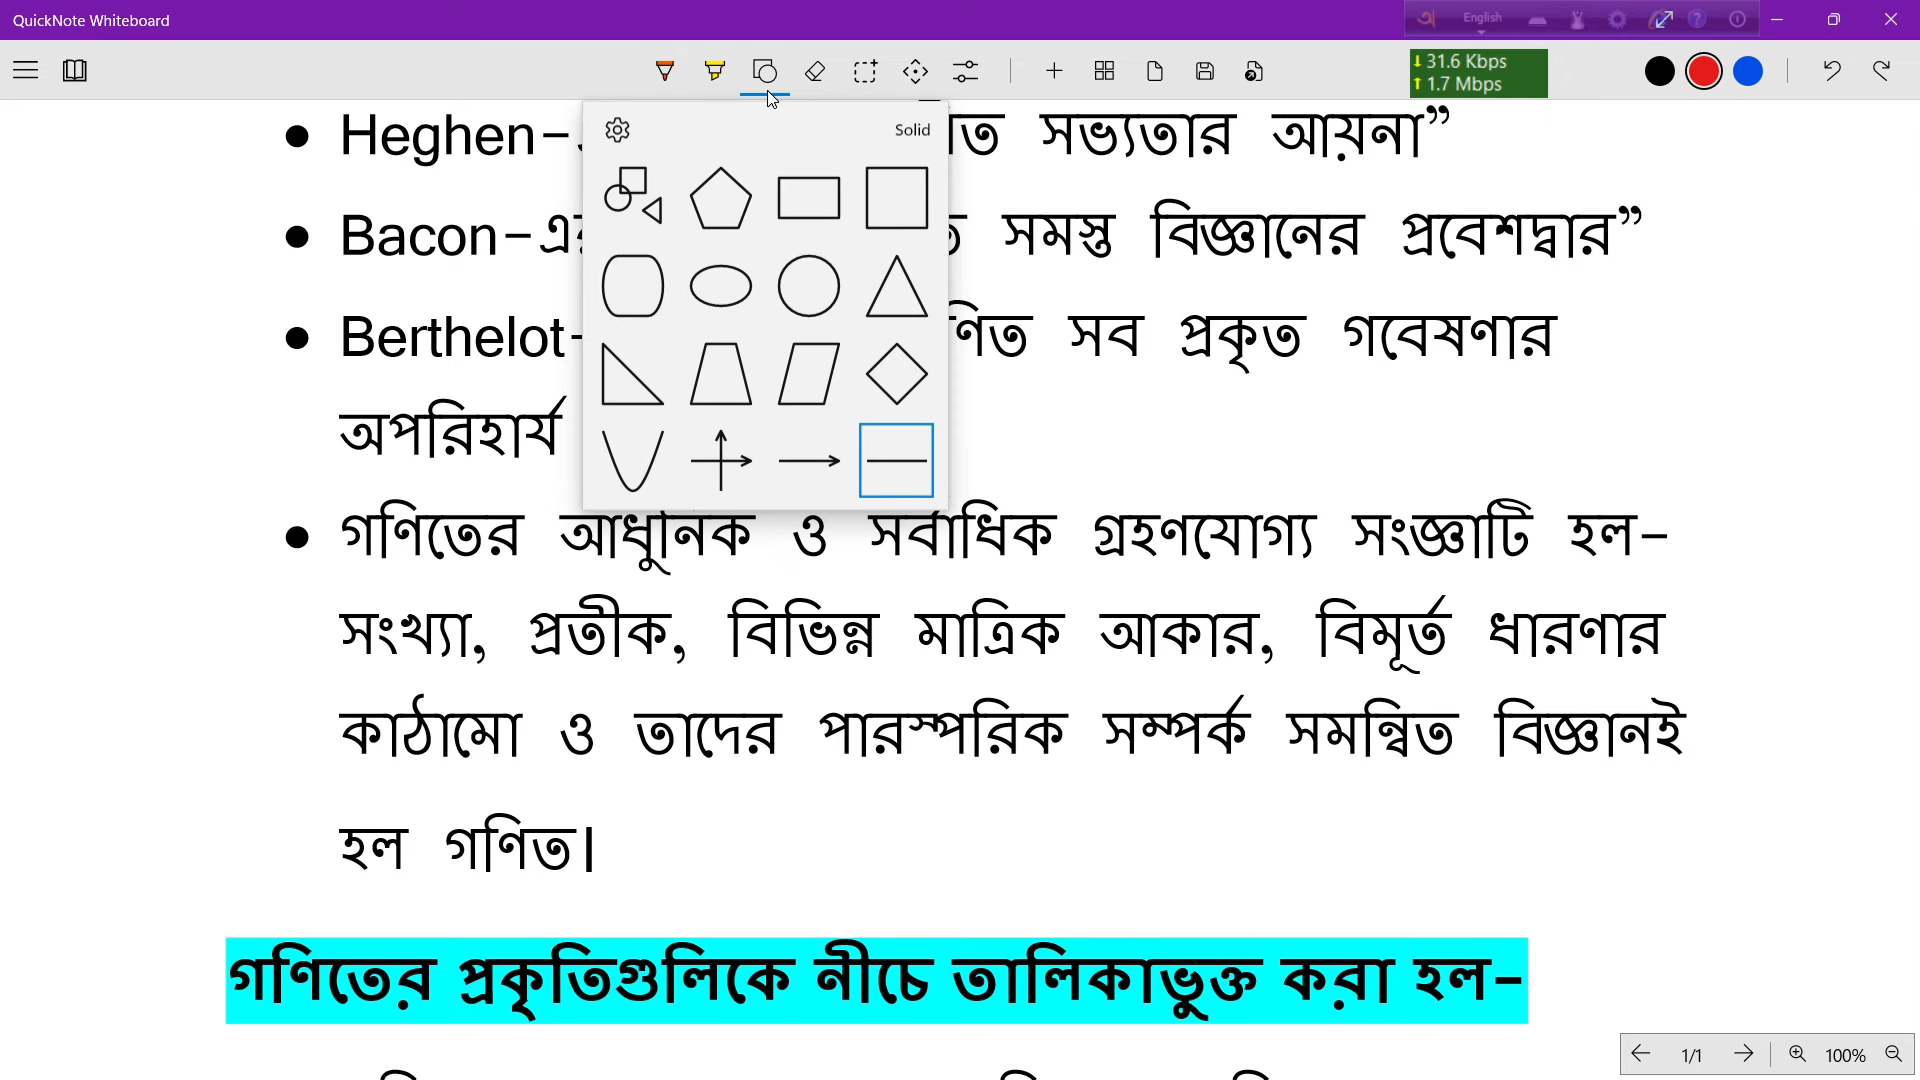 QuickNote Whiteboard
English
31.6 Kbps
1.7 Mbps
Solid
• Heghen– সভ্যতার আয়না”
• Bacon– সমস্ত বিজ্ঞানের প্রবেশদ্বার”
• Berthelot– সব প্রকৃত গবেষণার
অপরিহার্য
• গণিতের আধুনিক ও সর্বাধিক গ্রহণযোগ্য সংজ্ঞাটি হল–
সংখ্যা, প্রতীক, বিভিন্ন মাত্রিক আকার, বিমূর্ত ধারণার
কাঠামো ও তাদের পারস্পরিক সম্পর্ক সমন্বিত বিজ্ঞানই
হল গণিত।
গণিতের প্রকৃতিগুলিকে নীচে তালিকাভুক্ত করা হল–
1/1
100%